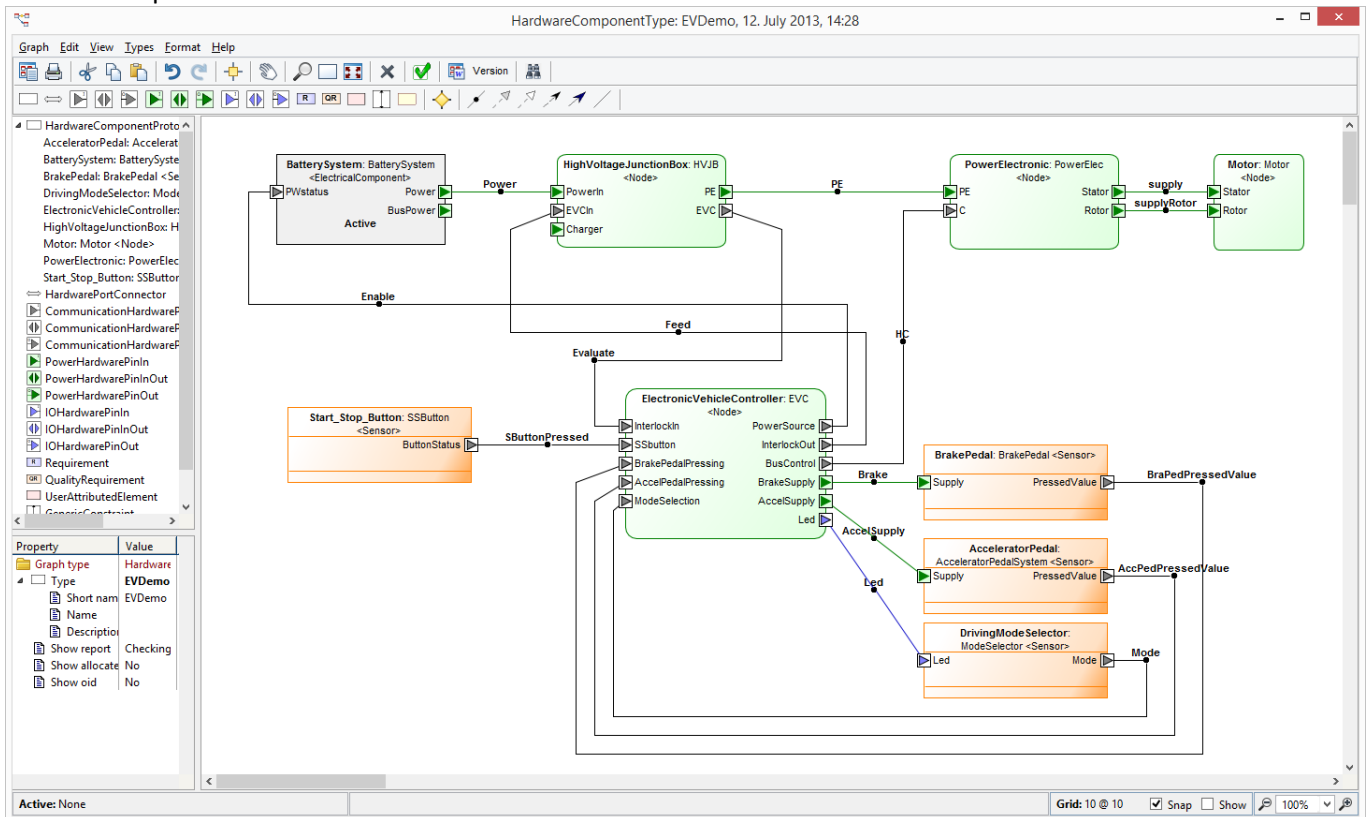 HardwareComponentType: EVDemo, 12. July 2013, 14:28
Graph Edit View Types Format Help
Version
R QR
HardwareComponentProto
AcceleratorPedal: Accelerat
BatterySystem: BatterySyste
BrakePedal: BrakePedal <Se
DrivingModeSelector: Mode
ElectronicVehicleController:
HighVoltageJunctionBox: H
Motor: Motor <Node>
PowerElectronic: PowerElec
Start_Stop_Button: SSButtor
HardwarePortConnector
CommunicationHardwareP
CommunicationHardwareP
CommunicationHardwareP
PowerHardwarePinIn
PowerHardwarePinInOut
PowerHardwarePinOut
IOHardwarePinIn
IOHardwarePinInOut
IOHardwarePinOut
R Requirement
QR QualityRequirement
UserAttributedElement
GenericConstraint
Property Value
Graph type Hardware
Type EVDemo
Short nam EVDemo
Name
Description
Show report Checking
Show allocate No
Show oid No
BatterySystem: BatterySystem
<ElectricalComponent>
PWstatus Power
BusPower
Active
Power
HighVoltageJunctionBox: HVJB
<Node>
PowerIn PE
EVCIn EVC
Charger
PE
PowerElectronic: PowerElec
<Node>
PE Stator
C Rotor
supply
supplyRotor
Motor: Motor
<Node>
Stator
Rotor
Enable
Feed
Evaluate
HC
Start_Stop_Button: SSButton
<Sensor>
ButtonStatus
SButtonPressed
ElectronicVehicleController: EVC
<Node>
InterlockIn PowerSource
SSbutton InterlockOut
BrakePedalPressing BusControl
AccelPedalPressing BrakeSupply
ModeSelection AccelSupply
Led
Brake
AccelSupply
Led
BrakePedal: BrakePedal <Sensor>
Supply PressedValue
BraPedPressedValue
AcceleratorPedal:
AcceleratorPedalSystem <Sensor>
Supply PressedValue
AccPedPressedValue
DrivingModeSelector:
ModeSelector <Sensor>
Led Mode
Mode
Active: None
Grid: 10 @ 10 Snap Show 100%